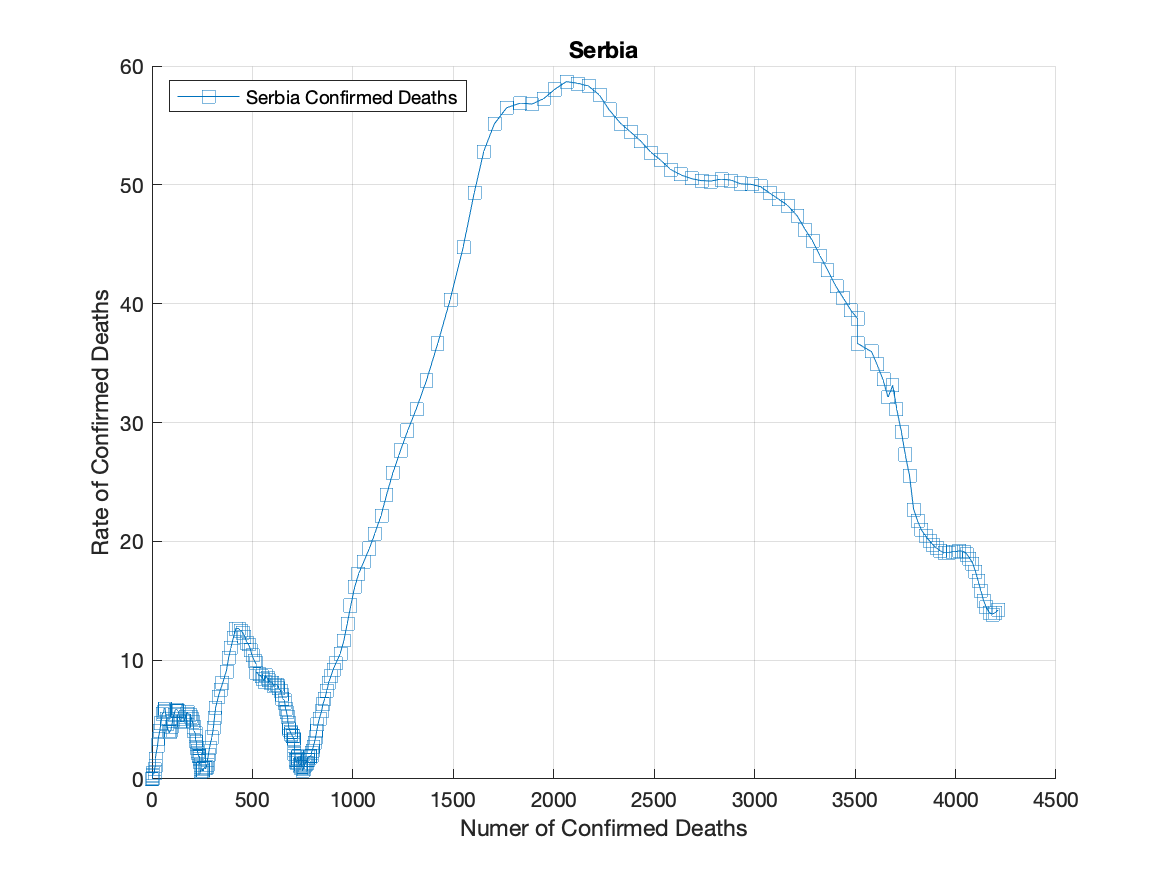 Serbia
Serbia Confirmed Deaths
60
50
40
30
20
10
0
Rate of Confirmed Deaths
0 500 1000 1500 2000 2500 3000 3500 4000 4500
Numer of Confirmed Deaths